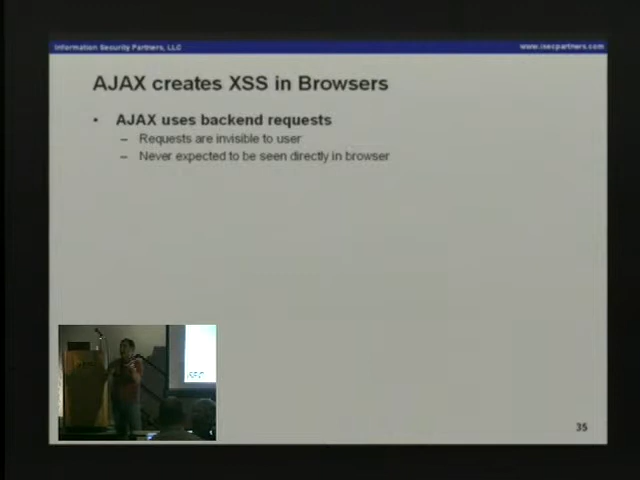 Information Security Partners, LLC
www.isecpartners.com
AJAX creates XSS in Browsers
• AJAX uses backend requests
– Requests are invisible to user
– Never expected to be seen directly in browser
iSEC
35